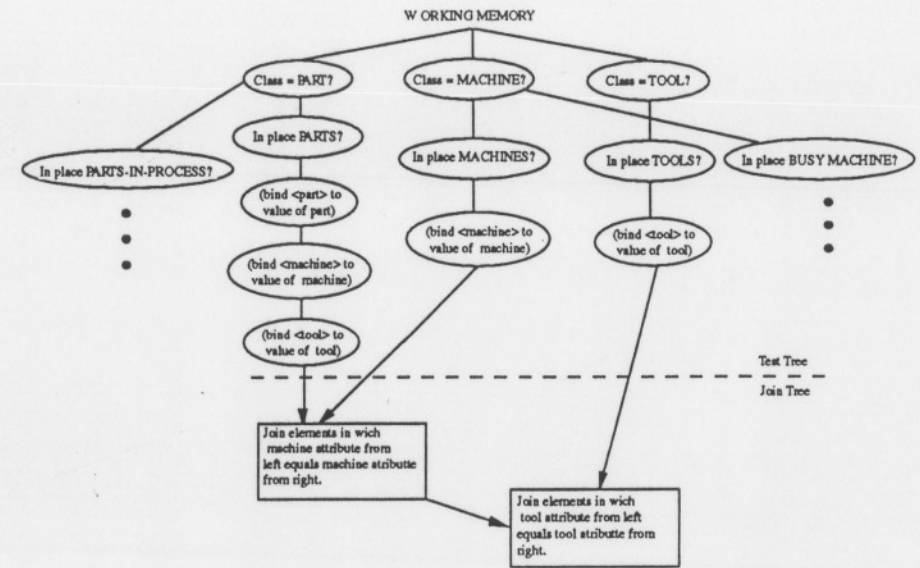 W ORKING MEMORY
Class = PART?
Class = MACHINE?
Class = TOOL?
In place PARTS?
In place PARTS-IN-PROCESS?
In place MACHINES?
In place TOOLS?
In place BUSY MACHINE?
(bind <part> to
value of part)
(bind <machine> to
value of machine)
(bind <tool> to
value of tool)
(bind <machine> to
value of machine)
(bind <tool> to
value of tool)
Test Tree
Join Tree
Join elements in wich
machine attribute from
left equals machine atributte
from right.
Join elements in wich
tool attribute from left
equals tool atributte from
right.